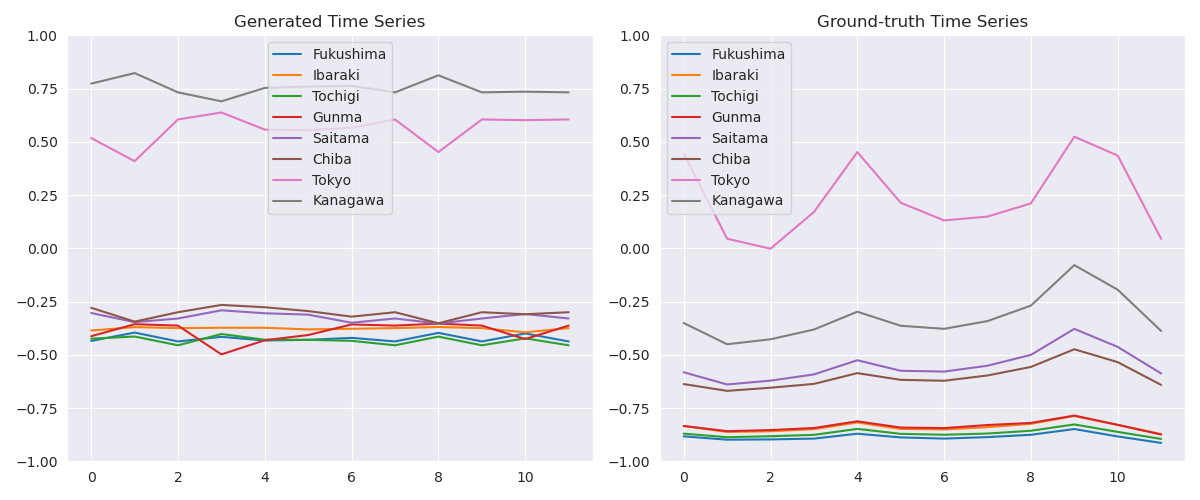 Generated Time Series
1.00
0.75
0.50
0.25
0.00
−0.25
−0.50
−0.75
−1.00
0 2 4 6 8 10
Fukushima
Ibaraki
Tochigi
Gunma
Saitama
Chiba
Tokyo
Kanagawa
Ground-truth Time Series
1.00
0.75
0.50
0.25
0.00
−0.25
−0.50
−0.75
−1.00
0 2 4 6 8 10
Fukushima
Ibaraki
Tochigi
Gunma
Saitama
Chiba
Tokyo
Kanagawa